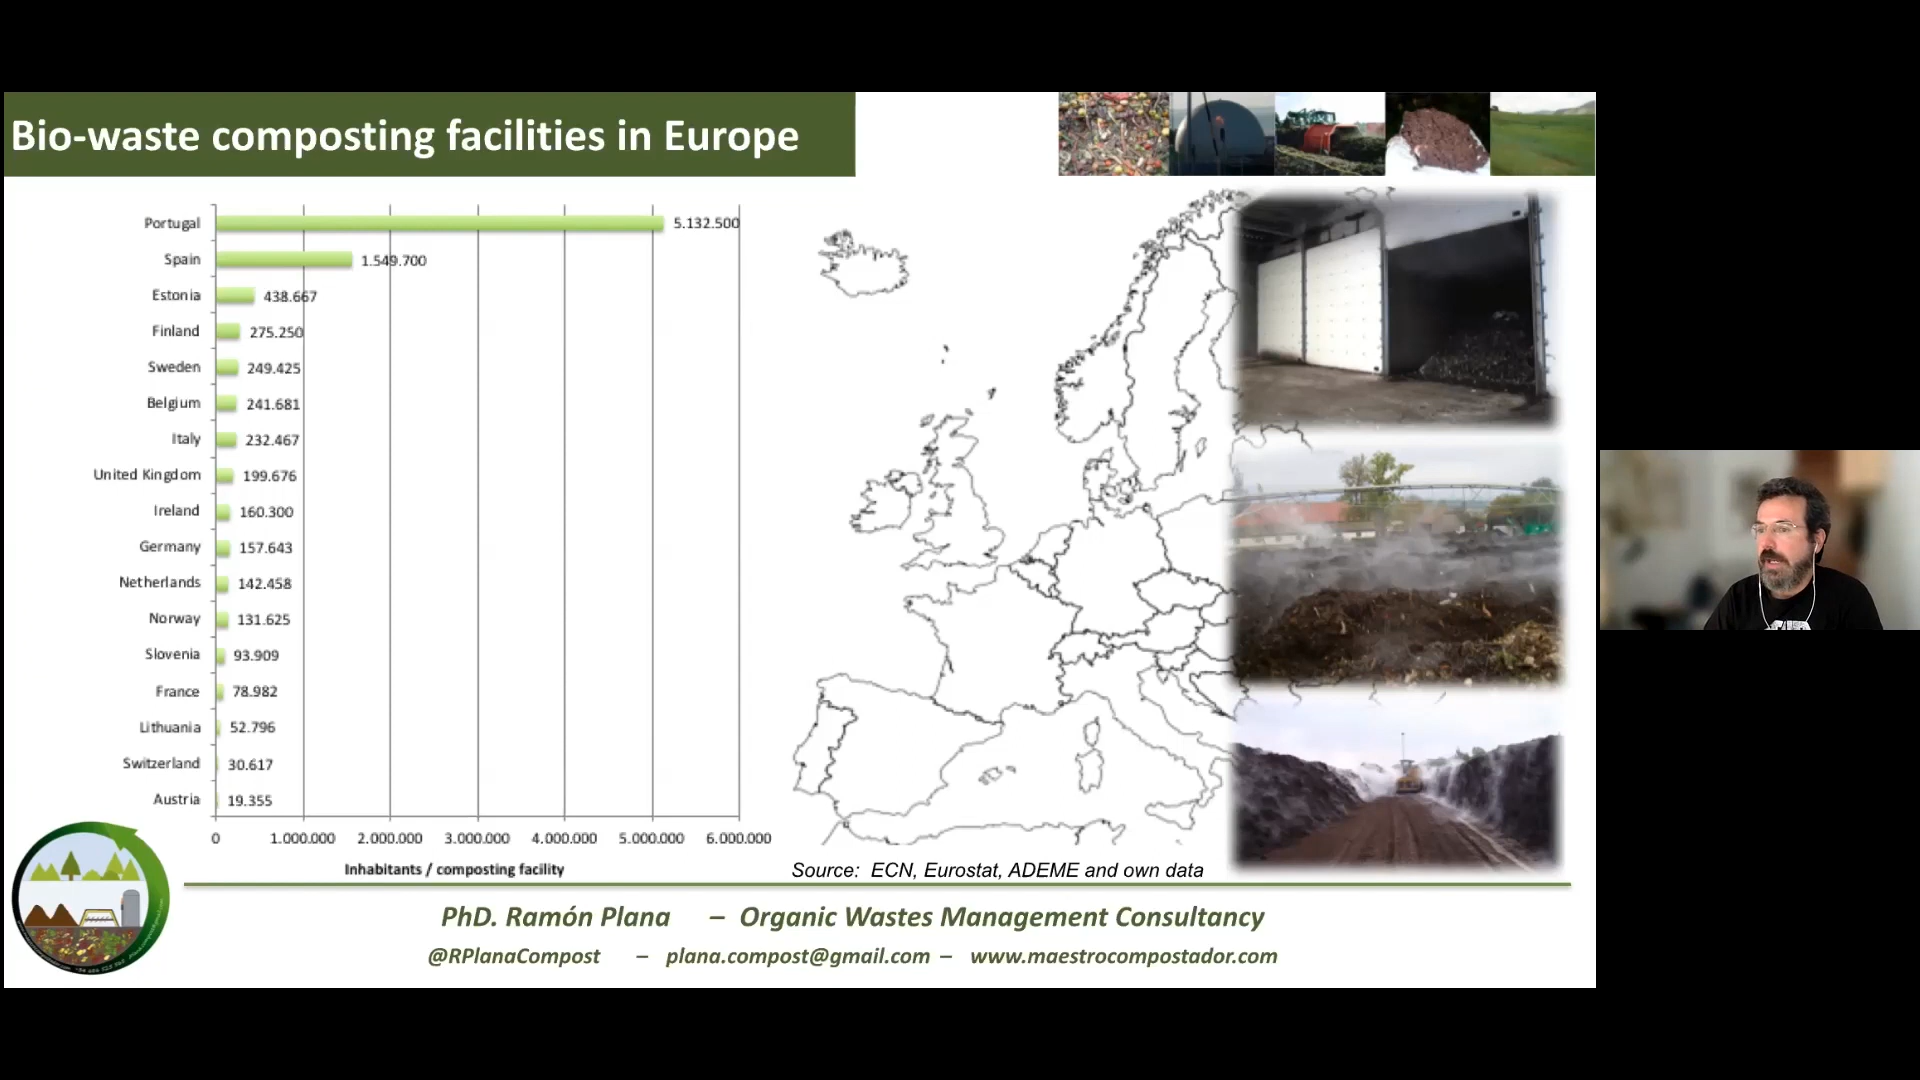 Bio-waste composting facilities in Europe
Portugal 5.132.500
Spain 1.549.700
Estonia 438.667
Finland 275.250
Sweden 249.425
Belgium 241.681
Italy 232.467
United Kingdom 199.676
Ireland 160.300
Germany 157.643
Netherlands 142.458
Norway 131.625
Slovenia 93.909
France 78.982
Lithuania 52.796
Switzerland 30.617
Austria 19.355
0 1.000.000 2.000.000 3.000.000 4.000.000 5.000.000 6.000.000
Inhabitants / composting facility
Source: ECN, Eurostat, ADEME and own data
PhD. Ramón Plana – Organic Wastes Management Consultancy
@RPlanaCompost – plana.compost@gmail.com – www.maestrocompostador.com